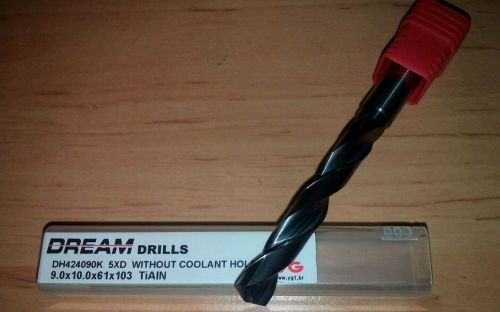 DREAM DRILLS
DH424090K 5XD WITHOUT COOLANT HOL
9.0x10.0x61x103 TiAlN
www.yg1.kr